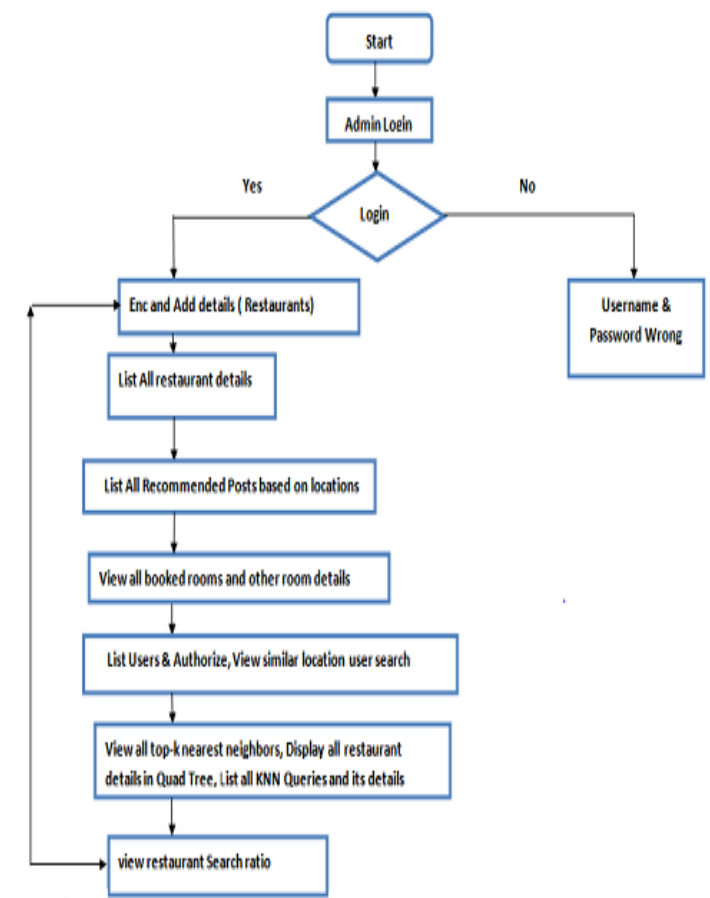 Start
Admin Login
Yes
No
Login
Enc and Add details ( Restaurants)
Username &
Password Wrong
List All restaurant details
List All Recommended Posts based on locations
View all booked rooms and other room details
List Users & Authorize, View similar location user search
View all top-k nearest neighbors, Display all restaurant
details in Quad Tree, List all KNN Queries and its details
view restaurant Search ratio